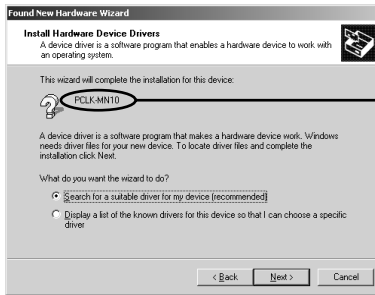 Found New Hardware Wizard
Install Hardware Device Drivers
A device driver is a software program that enables a hardware device to work with
an operating system.
This wizard will complete the installation for this device:
PCLK-MN10
A device driver is a software program that makes a hardware device work. Windows
needs driver files for your new device. To locate driver files and complete the
installation click Next.
What do you want the wizard to do?
Search for a suitable driver for my device (recommended)
Display a list of the known drivers for this device so that I can choose a specific
driver
< Back
Next >
Cancel